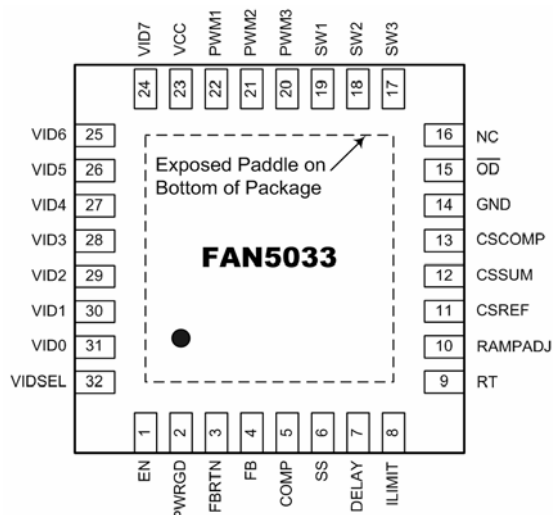 VID7
VCC
PWM1
PWM2
PWM3
SW1
SW2
SW3
24
23
22
21
20
19
18
17
VID6 25
VID5 26
VID4 27
VID3 28
VID2 29
VID1 30
VID0 31
VIDSEL 32
Exposed Paddle on
Bottom of Package
FAN5033
16 NC
15 OD
14 GND
13 CSCOMP
12 CSSUM
11 CSREF
10 RAMPADJ
9 RT
1
2
3
4
5
6
7
8
EN
PWRGD
FBRTN
FB
COMP
SS
DELAY
ILIMIT